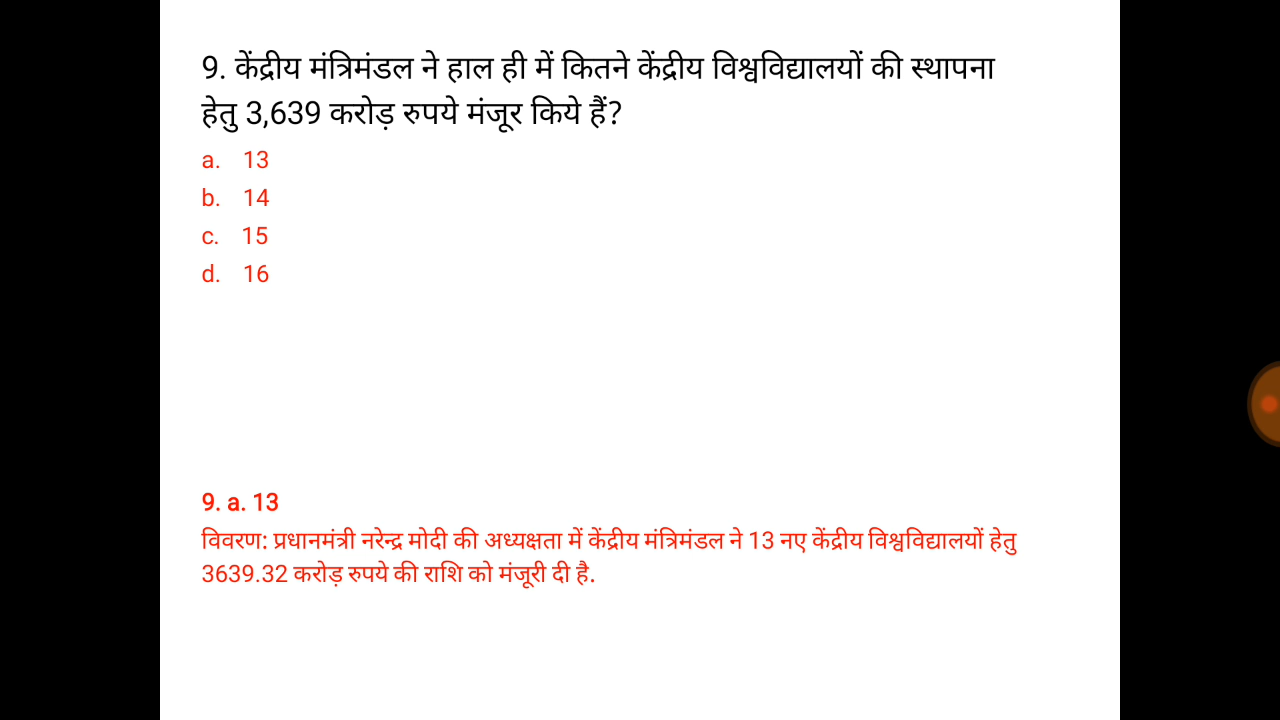 9. केंद्रीय मंत्रिमंडल ने हाल ही में कितने केंद्रीय विश्वविद्यालयों की स्थापना
हेतु 3,639 करोड़ रुपये मंजूर किये हैं?
a. 13
b. 14
c. 15
d. 16
9. a. 13
विवरण: प्रधानमंत्री नरेन्द्र मोदी की अध्यक्षता में केंद्रीय मंत्रिमंडल ने 13 नए केंद्रीय विश्वविद्यालयों हेतु
3639.32 करोड़ रुपये की राशि को मंजूरी दी है.